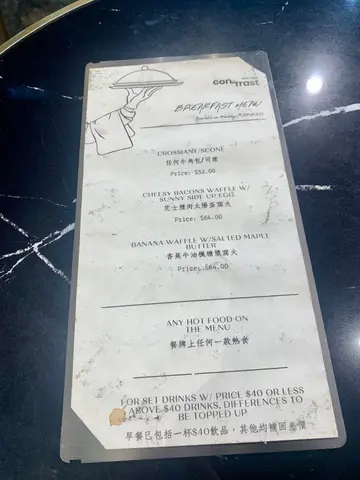 con trast
BREAKFAST MENU
CROSSIANT/SCONE
任何牛角包/司康
Price: $52.00
CHEESY BACONS WAFFLE W/
SUNNY SIDE UP EGG
芝士煙肉太陽蛋窩夫
Price: $64.00
BANANA WAFFLE W/SALTED MAPLE
BUTTER
香蕉牛油楓糖漿窩夫
Price: $64.00
ANY HOT FOOD ON
THE MENU
餐牌上任何一款熱食
FOR SET DRINKS W/ PRICE $40 OR LESS
ABOVE $40 DRINKS, DIFFERENCES TO
BE TOPPED UP
早餐已包括一杯$40飲品，其他均補回差價